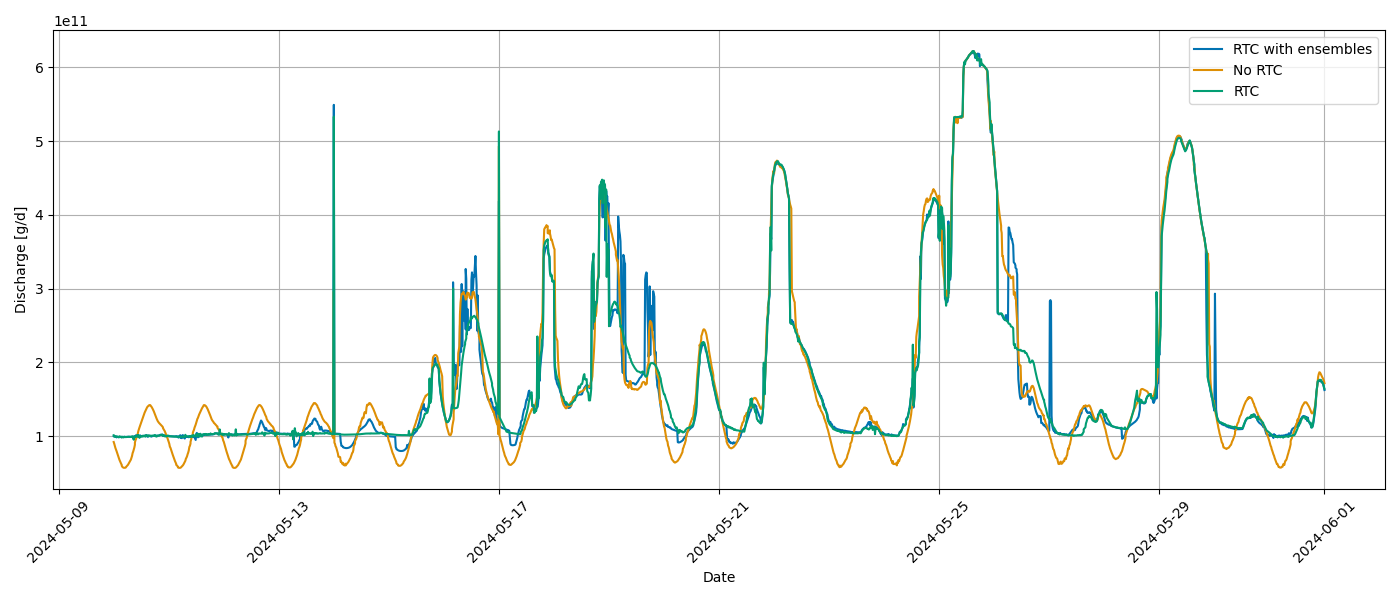 1e11
RTC with ensembles
No RTC
RTC
6
5
4
3
2
1
Discharge [g/d]
2024-05-09
2024-05-13
2024-05-17
2024-05-21
2024-05-25
2024-05-29
2024-06-01
Date